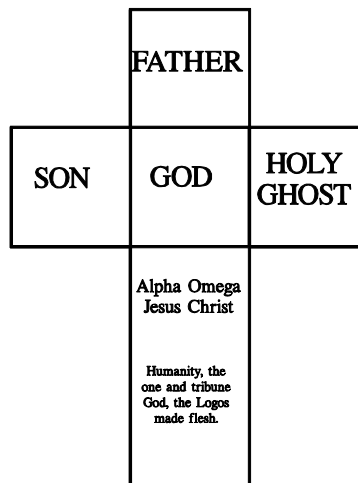 FATHER
SON
GOD
HOLY
GHOST
Alpha Omega
Jesus Christ
Humanity, the
one and tribune
God, the Logos
made flesh.